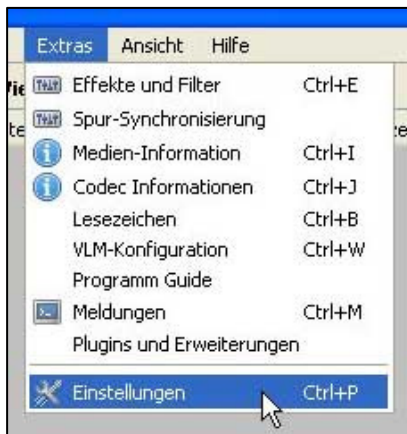 Extras Ansicht Hilfe
Effekte und Filter Ctrl+E
Spur-Synchronisierung
Medien-Information Ctrl+I
Codec Informationen Ctrl+J
Lesezeichen Ctrl+B
VLM-Konfiguration Ctrl+W
Programm Guide
Meldungen Ctrl+M
Plugins und Erweiterungen
Einstellungen Ctrl+P